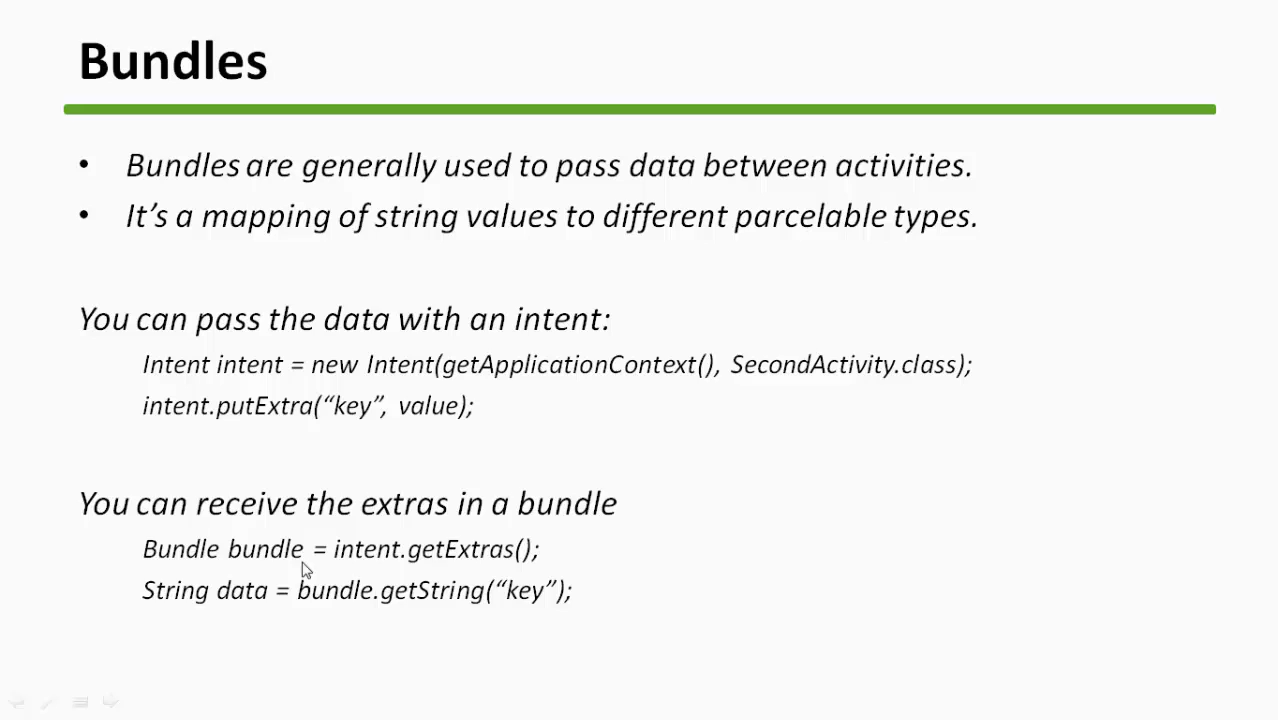 Bundles
• Bundles are generally used to pass data between activities.
• It’s a mapping of string values to different parcelable types.
You can pass the data with an intent:
Intent intent = new Intent(getApplicationContext(), SecondActivity.class);
intent.putExtra(“key”, value);
You can receive the extras in a bundle
Bundle bundle = intent.getExtras();
String data = bundle.getString(“key”);